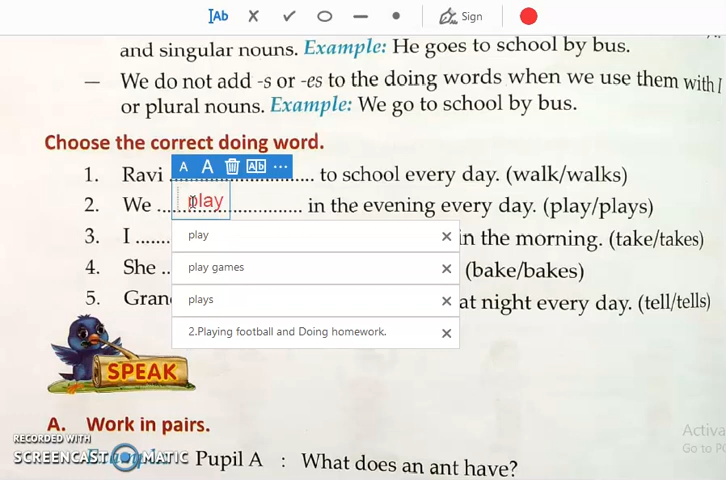 Ab Sign
and singular nouns. Example: He goes to school by bus.
— We do not add -s or -es to the doing words when we use them with I
or plural nouns. Example: We go to school by bus.
Choose the correct doing word.
A A Ab ...
1. Ravi .............. to school every day. (walk/walks)
2. We ... play .............. in the evening every day. (play/plays)
play
3. I ....... in the morning. (take/takes)
play games
4. She .. (bake/bakes)
plays
5. Gran at night every day. (tell/tells)
2.Playing football and Doing homework.
SPEAK
A. Work in pairs.
RECORDED WITH
SCREENCAST MATIC
Pupil A : What does an ant have?
Activa
Go to PC